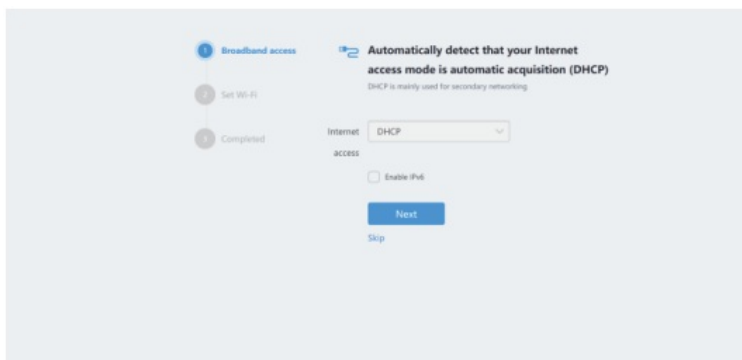 1 Broadband access
2 Set Wi-Fi
3 Completed
Automatically detect that your Internet
access mode is automatic acquisition (DHCP)
DHCP is mainly used for secondary networking
Internet
access
DHCP
Enable IPv6
Next
Skip